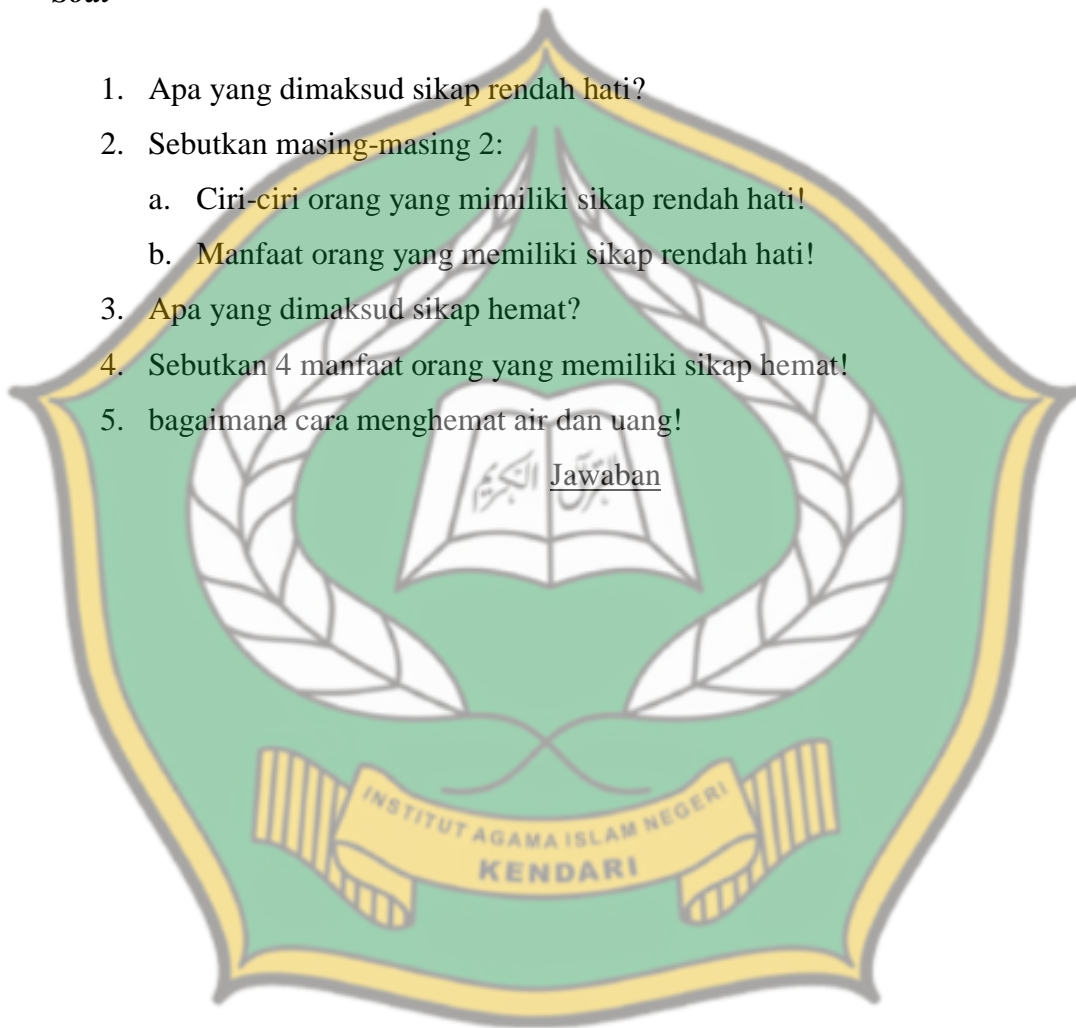 1. Apa yang dimaksud sikap rendah hati?
2. Sebutkan masing-masing 2:
a. Ciri-ciri orang yang mimiliki sikap rendah hati!
b. Manfaat orang yang memiliki sikap rendah hati!
3. Apa yang dimaksud sikap hemat?
4. Sebutkan 4 manfaat orang yang memiliki sikap hemat!
5. bagaimana cara menghemat air dan uang!
Jawaban
الكريم
INSTITUT AGAMA ISLAM NEGERI
KENDARI